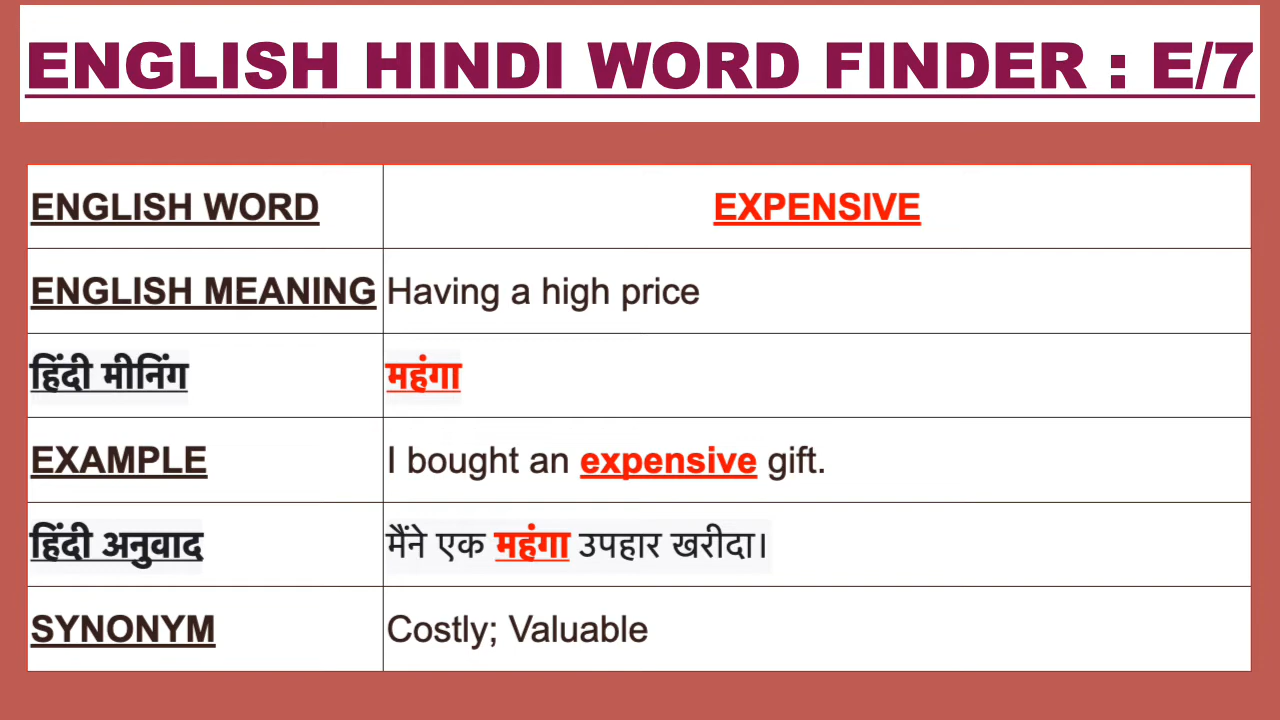 ENGLISH HINDI WORD FINDER : E/7
ENGLISH WORD EXPENSIVE
ENGLISH MEANING Having a high price
हिंदी मीनिंग महंगा
EXAMPLE I bought an expensive gift.
हिंदी अनुवाद मैंने एक महंगा उपहार खरीदा।
SYNONYM Costly; Valuable